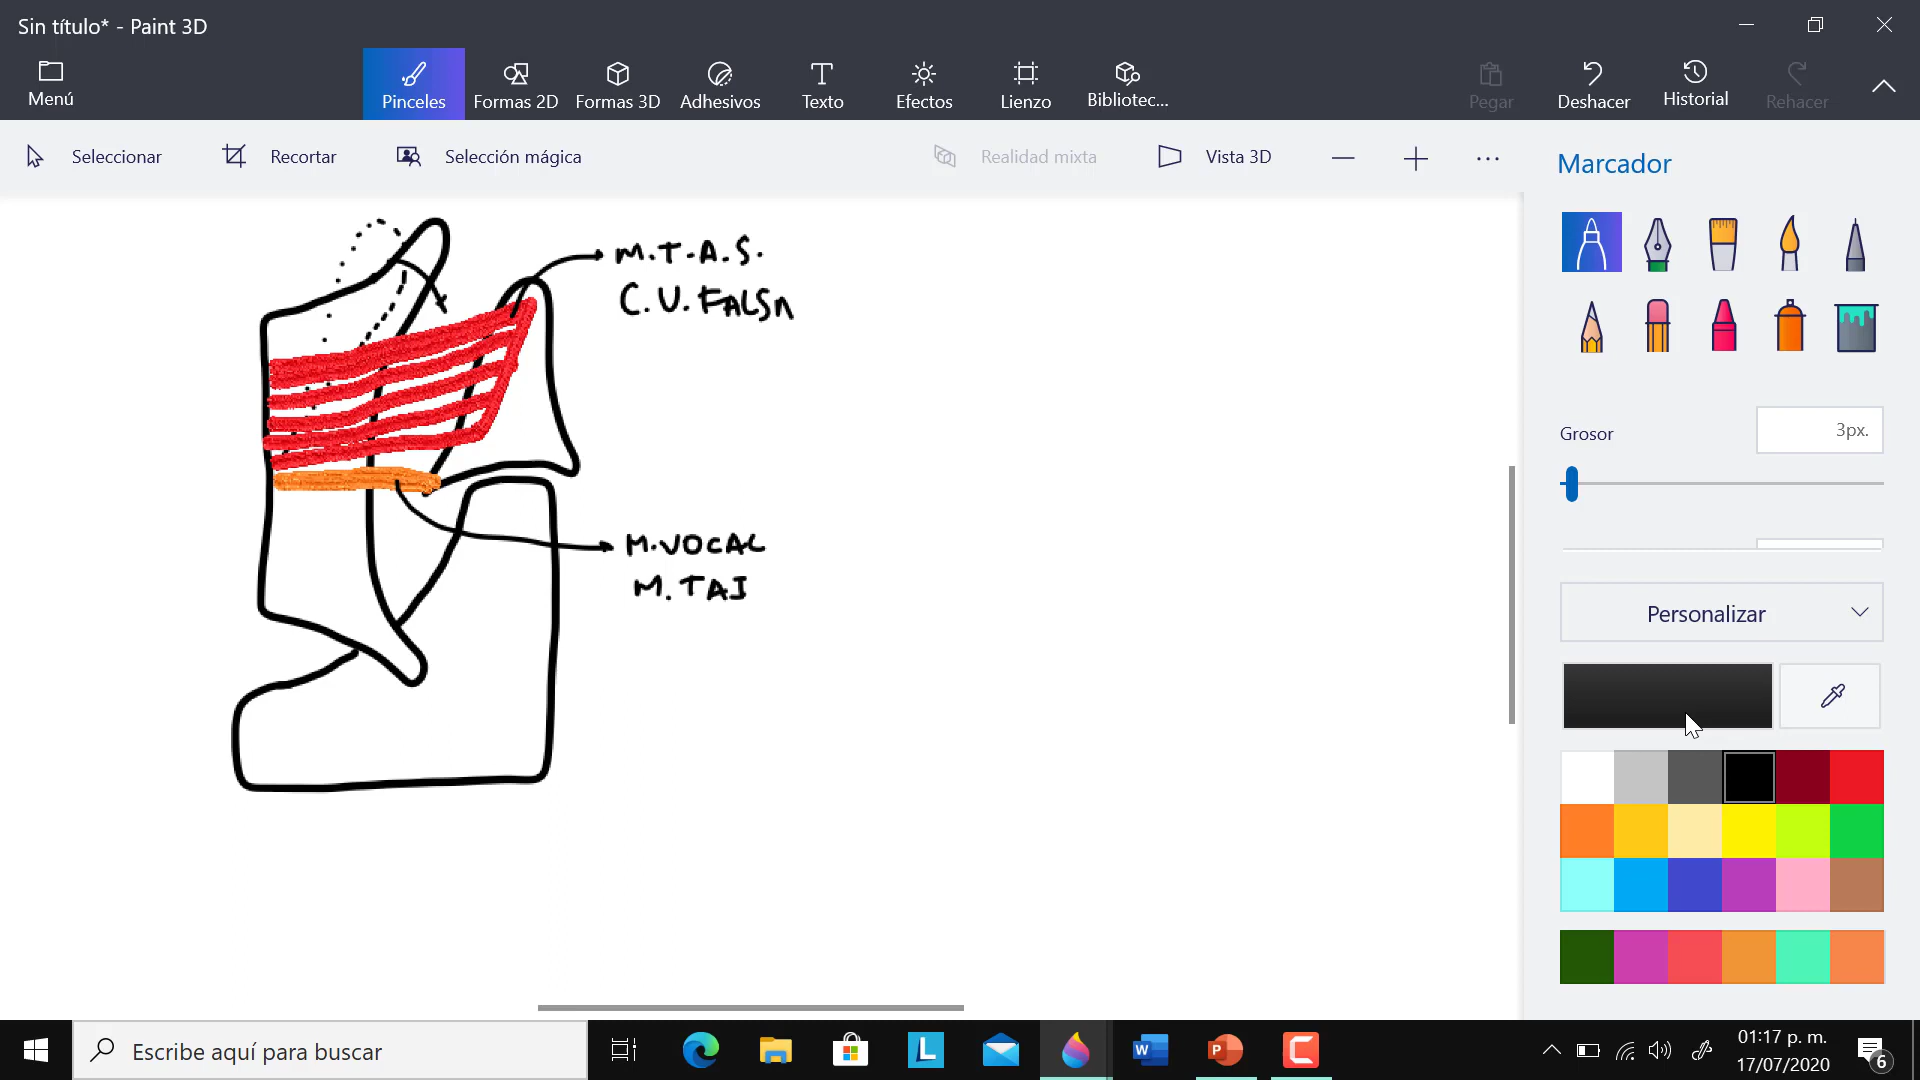 Sin título* - Paint 3D
Menú
Pinceles
Formas 2D
Formas 3D
Adhesivos
Texto
Efectos
Lienzo
Bibliotec...
Pegar
Deshacer
Historial
Rehacer
Seleccionar
Recortar
Selección mágica
Realidad mixta
Vista 3D
Marcador
M.T.A.S.
C.V.FALSA
M.VOCAL
M.TAI
Grosor
3px.
Personalizar
Escribe aquí para buscar
01:17 p. m.
17/07/2020
6